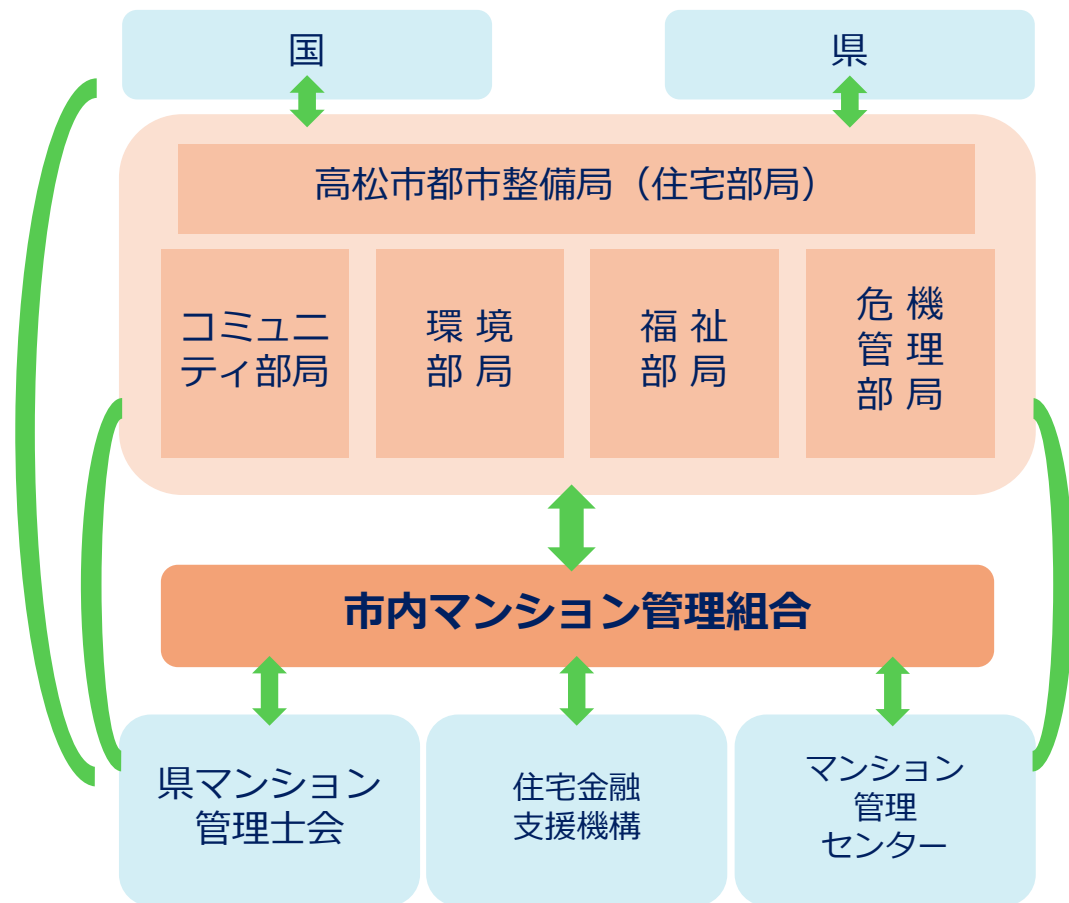 国
県
高松市都市整備局（住宅部局）
コミュニ
ティ部局
環 境
部 局
福 祉
部 局
危 機
管 理
部 局
市内マンション管理組合
県マンション
管理士会
住宅金融
支援機構
マンション
管理
センター